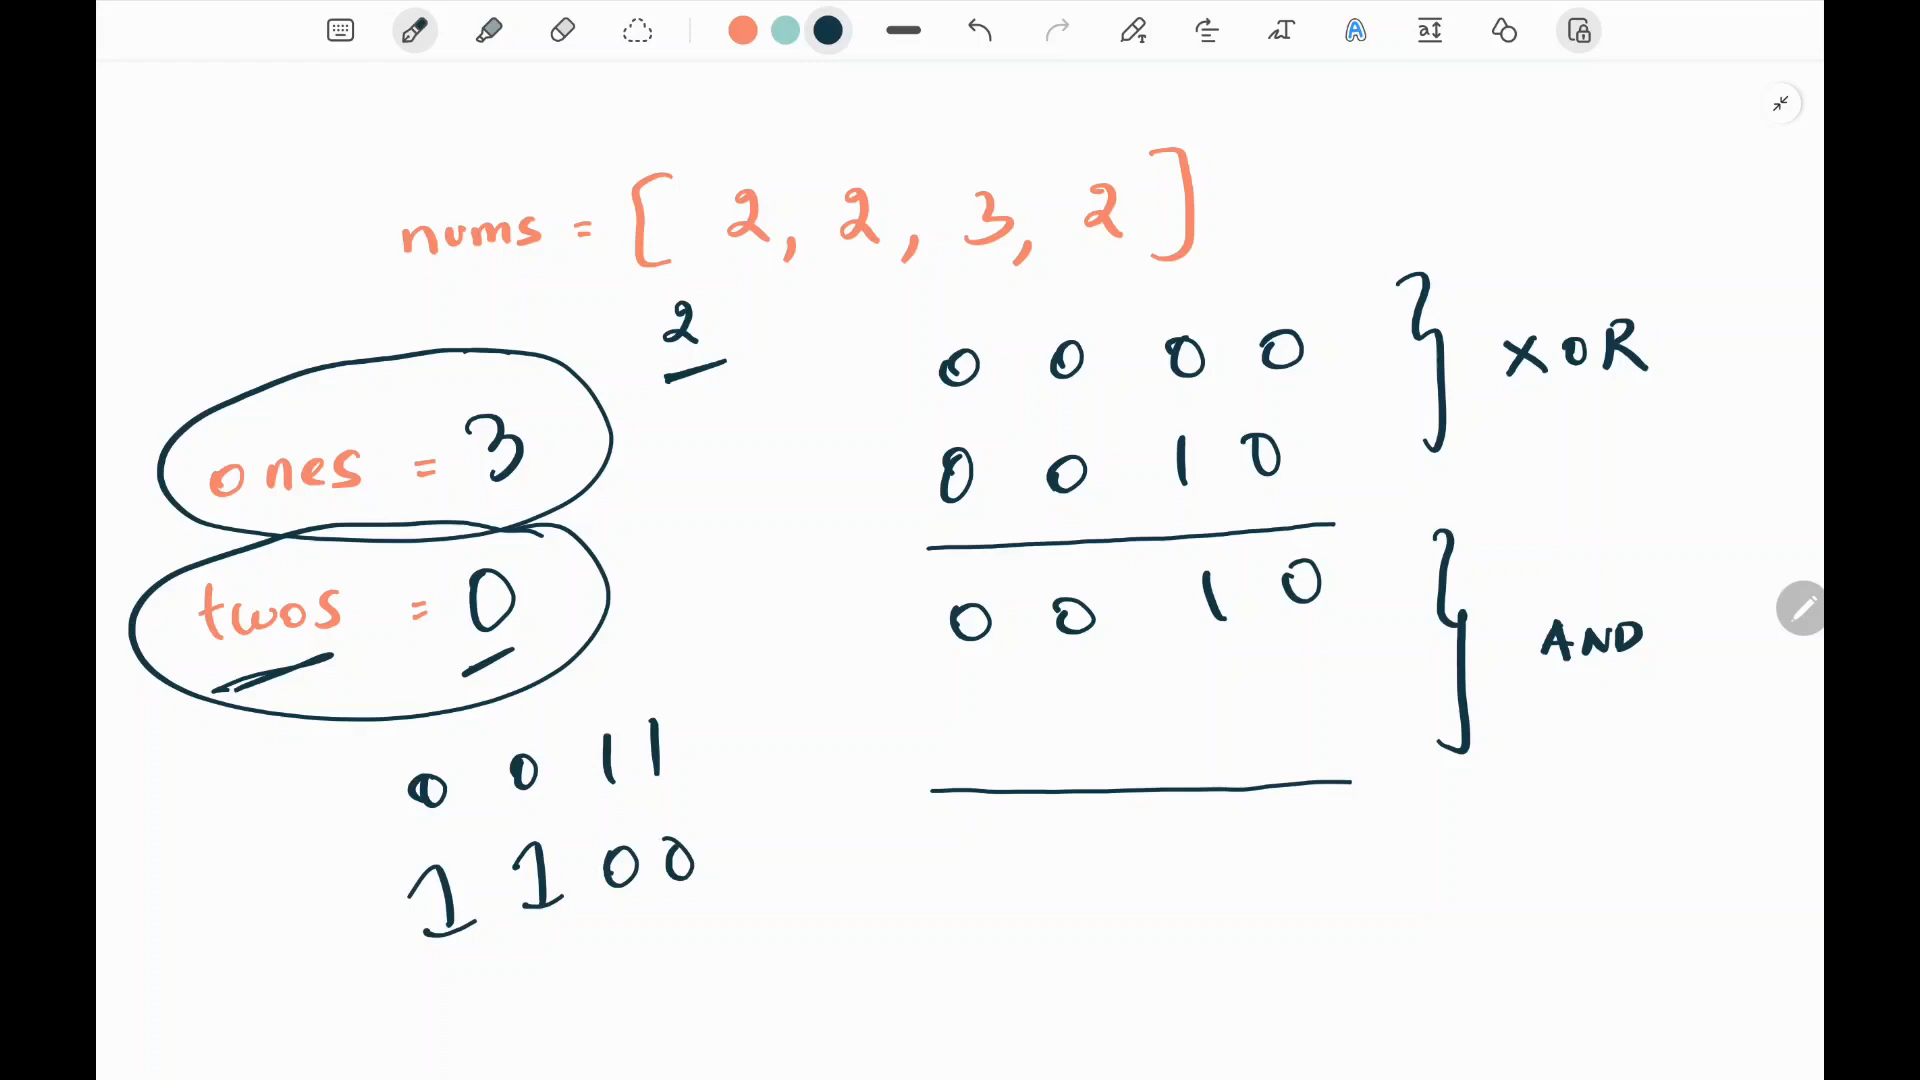 nums = [ 2, 2, 3, 2 ]
2
0 0 0 0
XOR
ones = 3
0 0 1 0
twos = 0
0 0 1 0
AND
0 0 1 1
1 1 0 0